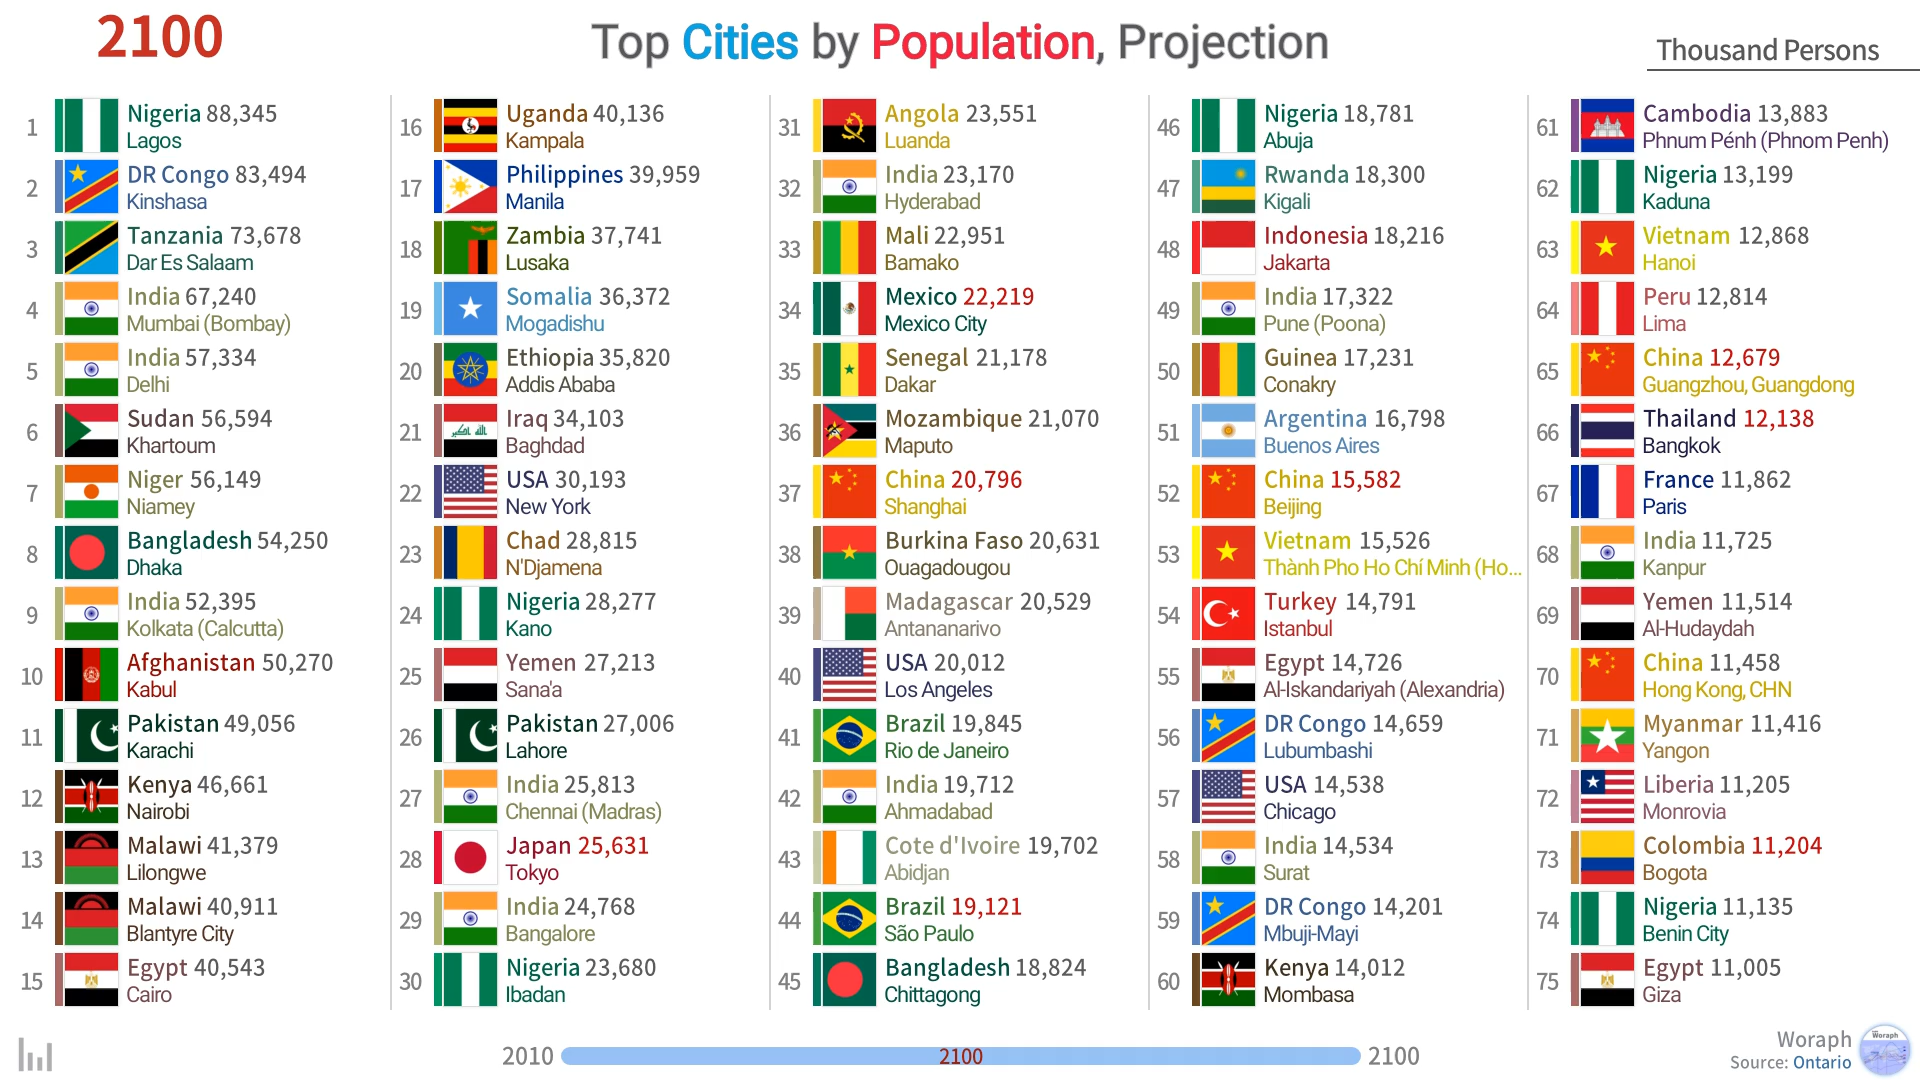 2100
Top Cities by Population, Projection
Thousand Persons
1
Nigeria 88,345
Lagos
2
DR Congo 83,494
Kinshasa
3
Tanzania 73,678
Dar Es Salaam
4
India 67,240
Mumbai (Bombay)
5
India 57,334
Delhi
6
Sudan 56,594
Khartoum
7
Niger 56,149
Niamey
8
Bangladesh 54,250
Dhaka
9
India 52,395
Kolkata (Calcutta)
10
Afghanistan 50,270
Kabul
11
Pakistan 49,056
Karachi
12
Kenya 46,661
Nairobi
13
Malawi 41,379
Lilongwe
14
Malawi 40,911
Blantyre City
15
Egypt 40,543
Cairo
16
Uganda 40,136
Kampala
17
Philippines 39,959
Manila
18
Zambia 37,741
Lusaka
19
Somalia 36,372
Mogadishu
20
Ethiopia 35,820
Addis Ababa
21
Iraq 34,103
Baghdad
22
USA 30,193
New York
23
Chad 28,815
N'Djamena
24
Nigeria 28,277
Kano
25
Yemen 27,213
Sana'a
26
Pakistan 27,006
Lahore
27
India 25,813
Chennai (Madras)
28
Japan 25,631
Tokyo
29
India 24,768
Bangalore
30
Nigeria 23,680
Ibadan
31
Angola 23,551
Luanda
32
India 23,170
Hyderabad
33
Mali 22,951
Bamako
34
Mexico 22,219
Mexico City
35
Senegal 21,178
Dakar
36
Mozambique 21,070
Maputo
37
China 20,796
Shanghai
38
Burkina Faso 20,631
Ouagadougou
39
Madagascar 20,529
Antananarivo
40
USA 20,012
Los Angeles
41
Brazil 19,845
Rio de Janeiro
42
India 19,712
Ahmadabad
43
Cote d'Ivoire 19,702
Abidjan
44
Brazil 19,121
São Paulo
45
Bangladesh 18,824
Chittagong
46
Nigeria 18,781
Abuja
47
Rwanda 18,300
Kigali
48
Indonesia 18,216
Jakarta
49
India 17,322
Pune (Poona)
50
Guinea 17,231
Conakry
51
Argentina 16,798
Buenos Aires
52
China 15,582
Beijing
53
Vietnam 15,526
Thành Pho Ho Chí Minh (Ho...
54
Turkey 14,791
Istanbul
55
Egypt 14,726
Al-Iskandariyah (Alexandria)
56
DR Congo 14,659
Lubumbashi
57
USA 14,538
Chicago
58
India 14,534
Surat
59
DR Congo 14,201
Mbuji-Mayi
60
Kenya 14,012
Mombasa
61
Cambodia 13,883
Phnum Pénh (Phnom Penh)
62
Nigeria 13,199
Kaduna
63
Vietnam 12,868
Hanoi
64
Peru 12,814
Lima
65
China 12,679
Guangzhou, Guangdong
66
Thailand 12,138
Bangkok
67
France 11,862
Paris
68
India 11,725
Kanpur
69
Yemen 11,514
Al-Hudaydah
70
China 11,458
Hong Kong, CHN
71
Myanmar 11,416
Yangon
72
Liberia 11,205
Monrovia
73
Colombia 11,204
Bogota
74
Nigeria 11,135
Benin City
75
Egypt 11,005
Giza
2010
2100
2100
Woraph
Source: Ontario
Woraph